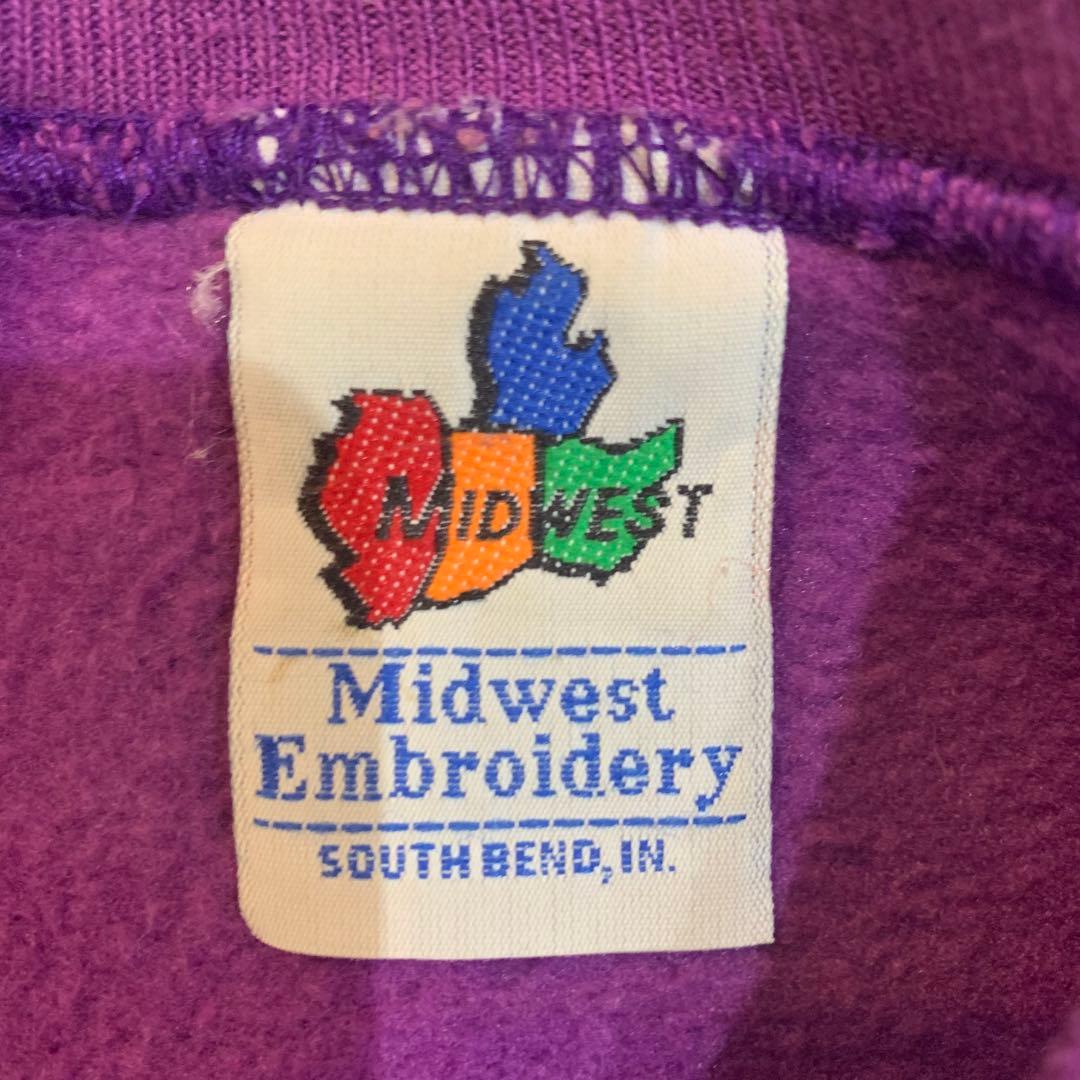 MIDWEST
Midwest
Embroidery
SOUTH BEND, IN.